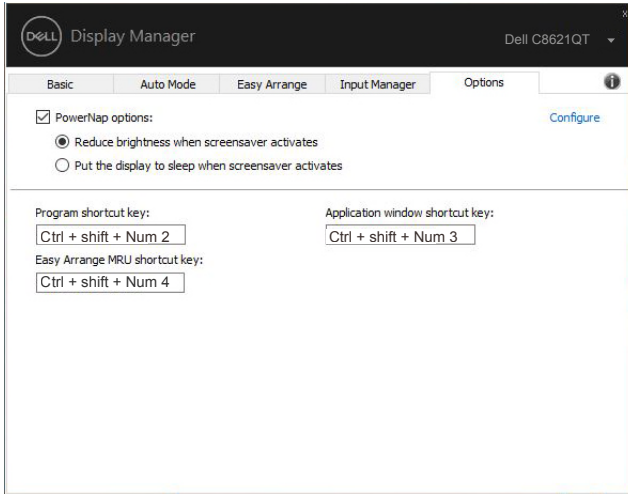 x
DELL Display Manager
Dell C8621QT
Basic Auto Mode Easy Arrange Input Manager Options
PowerNap options: Configure
Reduce brightness when screensaver activates
Put the display to sleep when screensaver activates
Program shortcut key: Application window shortcut key:
Ctrl + shift + Num 2 Ctrl + shift + Num 3
Easy Arrange MRU shortcut key:
Ctrl + shift + Num 4